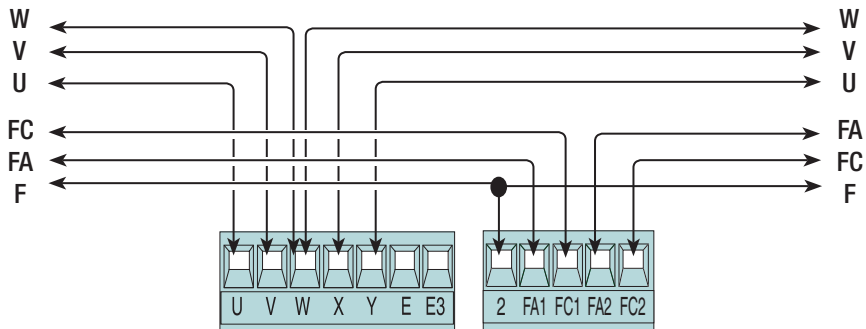 W W
V V
U U
FC FA
FA FC
F F
U V W X Y E E3 2 FA1 FC1 FA2 FC2